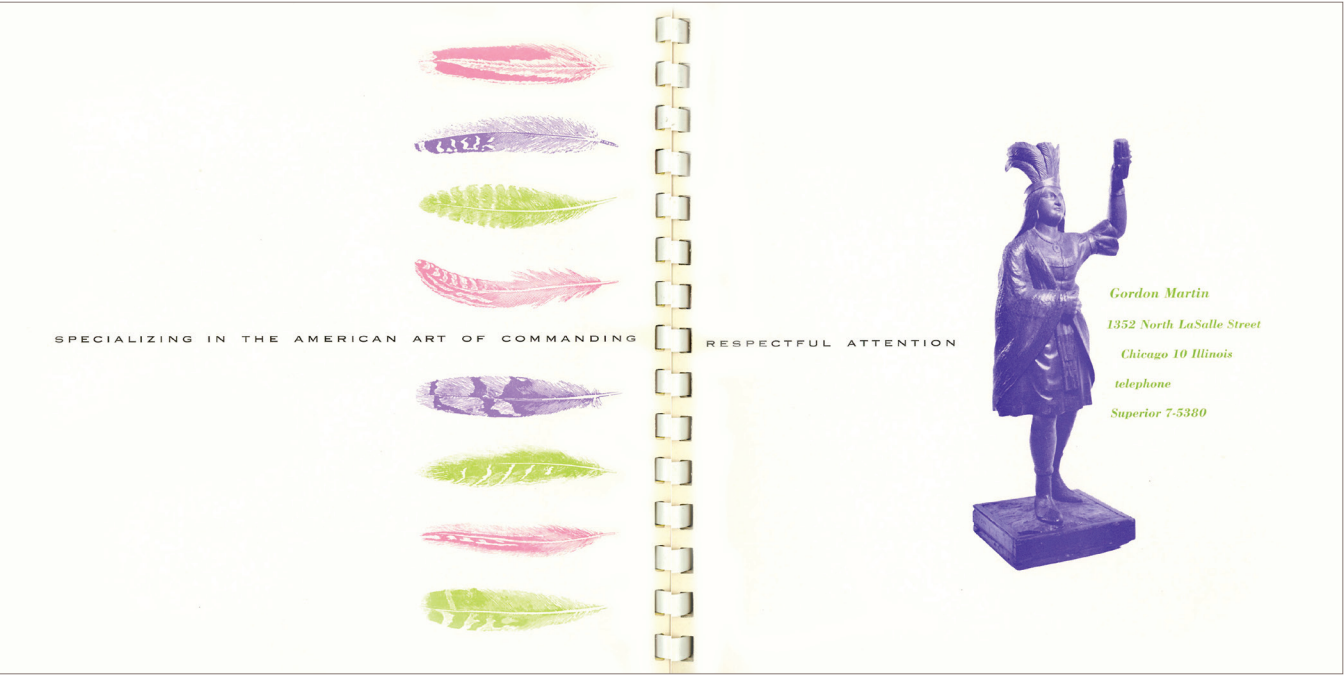 SPECIALIZING IN THE AMERICAN ART OF COMMANDING RESPECTFUL ATTENTION
Gordon Martin
1352 North LaSalle Street
Chicago 10 Illinois
telephone
Superior 7-5380